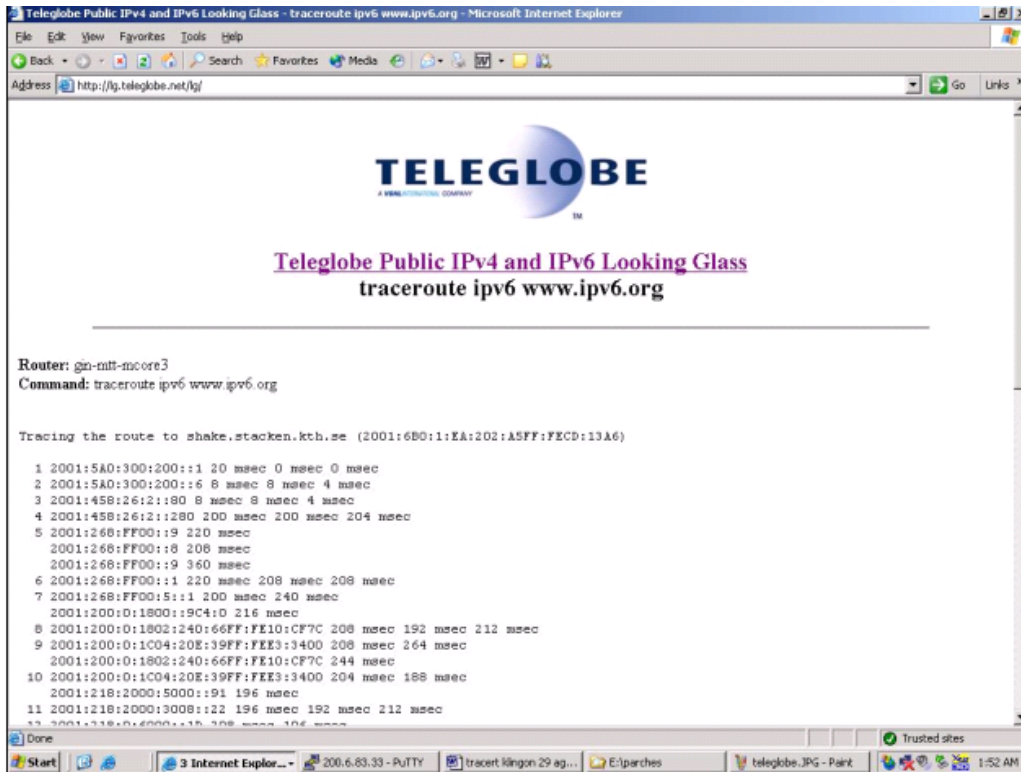 Teleglobe Public IPv4 and IPv6 Looking Glass - traceroute ipv6 www.ipv6.org - Microsoft Internet Explorer
File Edit View Favorites Tools Help
Back Search Favorites Media
Address http://lg.teleglobe.net/lg/ Go Links
TELEGLOBE
A VSNL INTERNATIONAL COMPANY
TM
Teleglobe Public IPv4 and IPv6 Looking Glass
traceroute ipv6 www.ipv6.org
Router: gin-mtt-mcore3
Command: traceroute ipv6 www.ipv6.org
Tracing the route to shake.stacken.kth.se (2001:6B0:1:EA:202:A5FF:FECD:13A6)
1 2001:5A0:300:200::1 20 msec 0 msec 0 msec
2 2001:5A0:300:200::6 8 msec 8 msec 4 msec
3 2001:458:26:2::80 8 msec 8 msec 4 msec
4 2001:458:26:2::280 200 msec 200 msec 204 msec
5 2001:268:FF00::9 220 msec
2001:268:FF00::8 208 msec
2001:268:FF00::9 360 msec
6 2001:268:FF00::1 220 msec 208 msec 208 msec
7 2001:268:FF00:5::1 200 msec 240 msec
2001:200:0:1800::9C4:0 216 msec
8 2001:200:0:1802:240:66FF:FE10:CF7C 208 msec 192 msec 212 msec
9 2001:200:0:1C04:20E:39FF:FEE3:3400 208 msec 264 msec
2001:200:0:1802:240:66FF:FE10:CF7C 244 msec
10 2001:200:0:1C04:20E:39FF:FEE3:3400 204 msec 188 msec
2001:218:2000:5000::91 196 msec
11 2001:218:2000:3008::22 196 msec 192 msec 212 msec
Done Trusted sites
Start 3 Internet Explor... 200.6.83.33 - PuTTY tracert klingon 29 ag... E:\parches teleglobe.JPG - Paint 1:52 AM